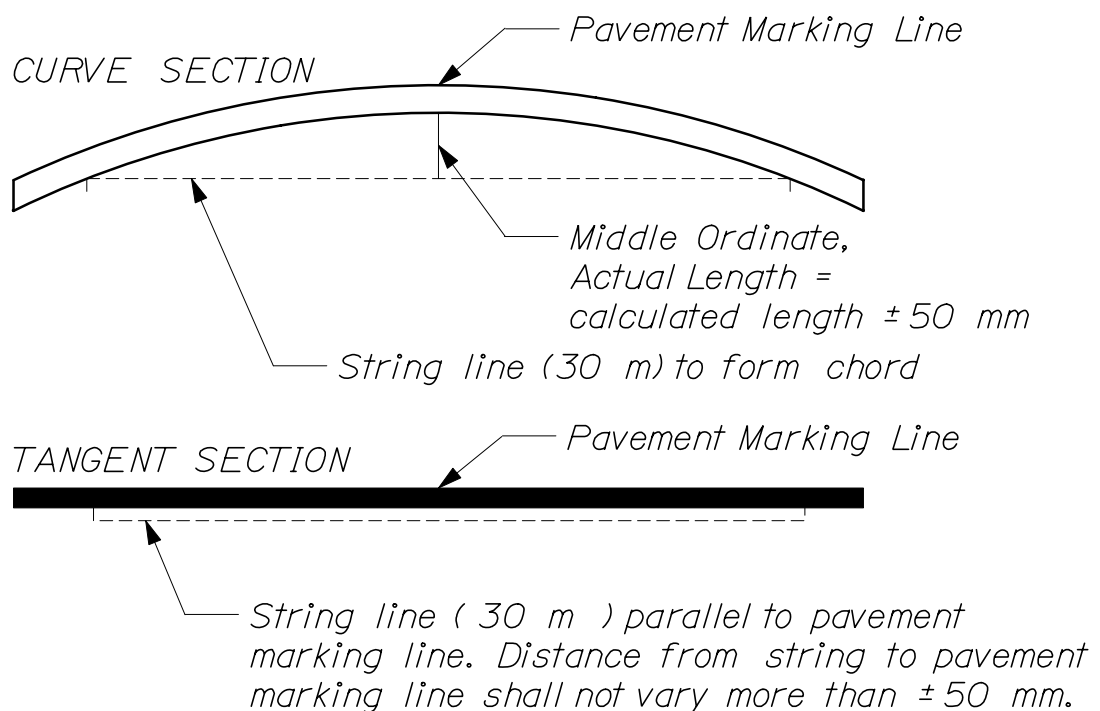 Pavement Marking Line
CURVE SECTION
Middle Ordinate,
Actual Length =
calculated length ±50 mm
String line (30 m) to form chord
Pavement Marking Line
TANGENT SECTION
String line ( 30 m ) parallel to pavement
marking line. Distance from string to pavement
marking line shall not vary more than ±50 mm.